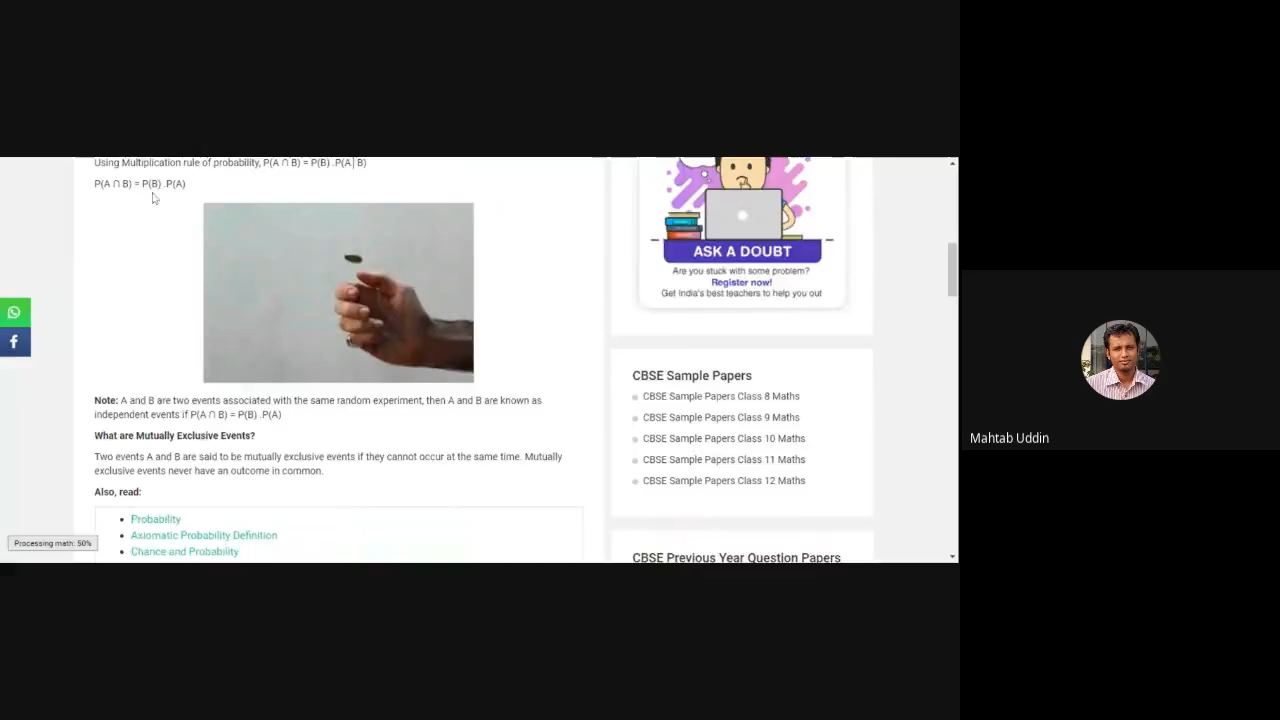 Using Multiplication rule of probability, P(A ∩ B) = P(B) .P(A│B)
P(A ∩ B) = P(B) .P(A)
Note: A and B are two events associated with the same random experiment, then A and B are known as
independent events if P(A ∩ B) = P(B) .P(A)
What are Mutually Exclusive Events?
Two events A and B are said to be mutually exclusive events if they cannot occur at the same time. Mutually
exclusive events never have an outcome in common.
Also, read:
Probability
Axiomatic Probability Definition
Chance and Probability
Processing math: 50%
ASK A DOUBT
Are you stuck with some problem?
Register now!
Get India's best teachers to help you out
CBSE Sample Papers
CBSE Sample Papers Class 8 Maths
CBSE Sample Papers Class 9 Maths
CBSE Sample Papers Class 10 Maths
CBSE Sample Papers Class 11 Maths
CBSE Sample Papers Class 12 Maths
CBSE Previous Year Question Papers
Mahtab Uddin